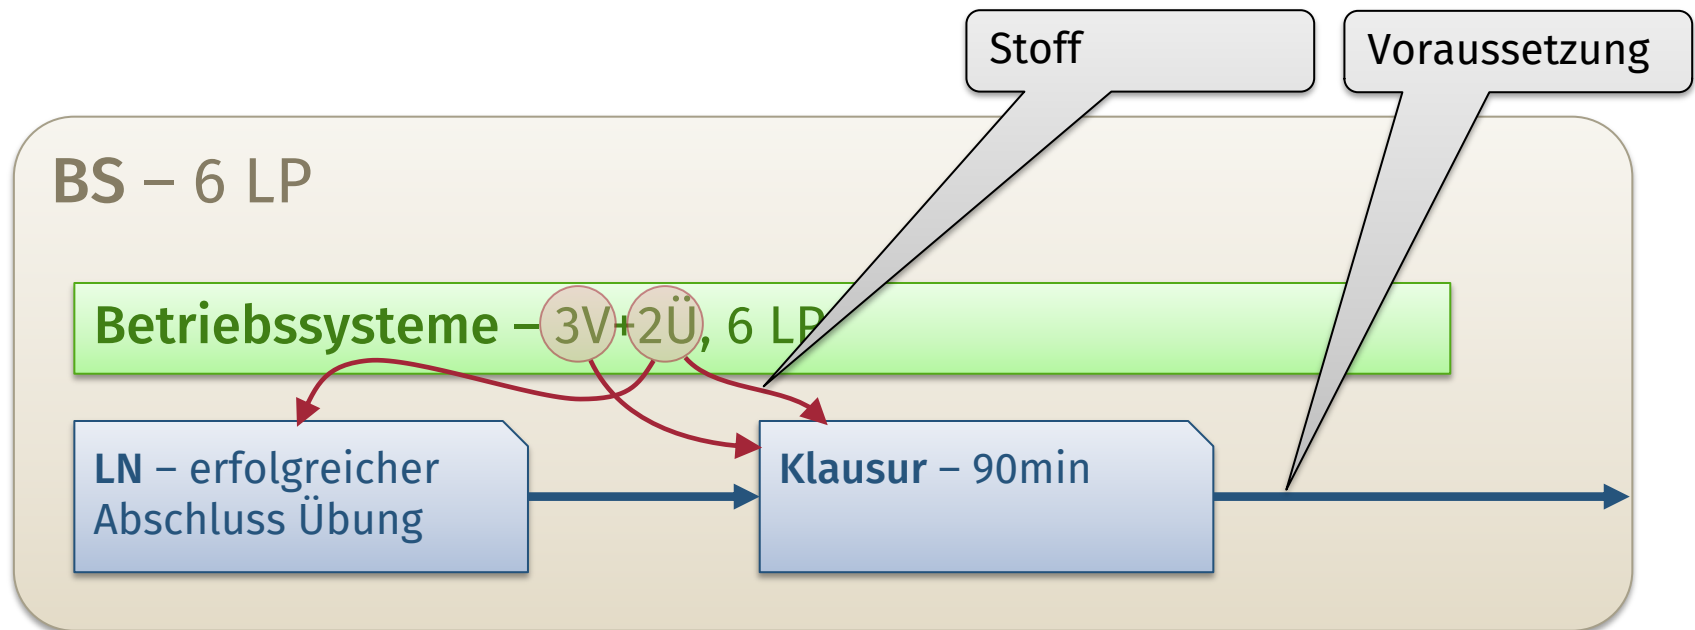 Stoff
Voraussetzung
BS – 6 LP
Betriebssysteme – 3V+2Ü, 6 LP
LN – erfolgreicher
Abschluss Übung
Klausur – 90min